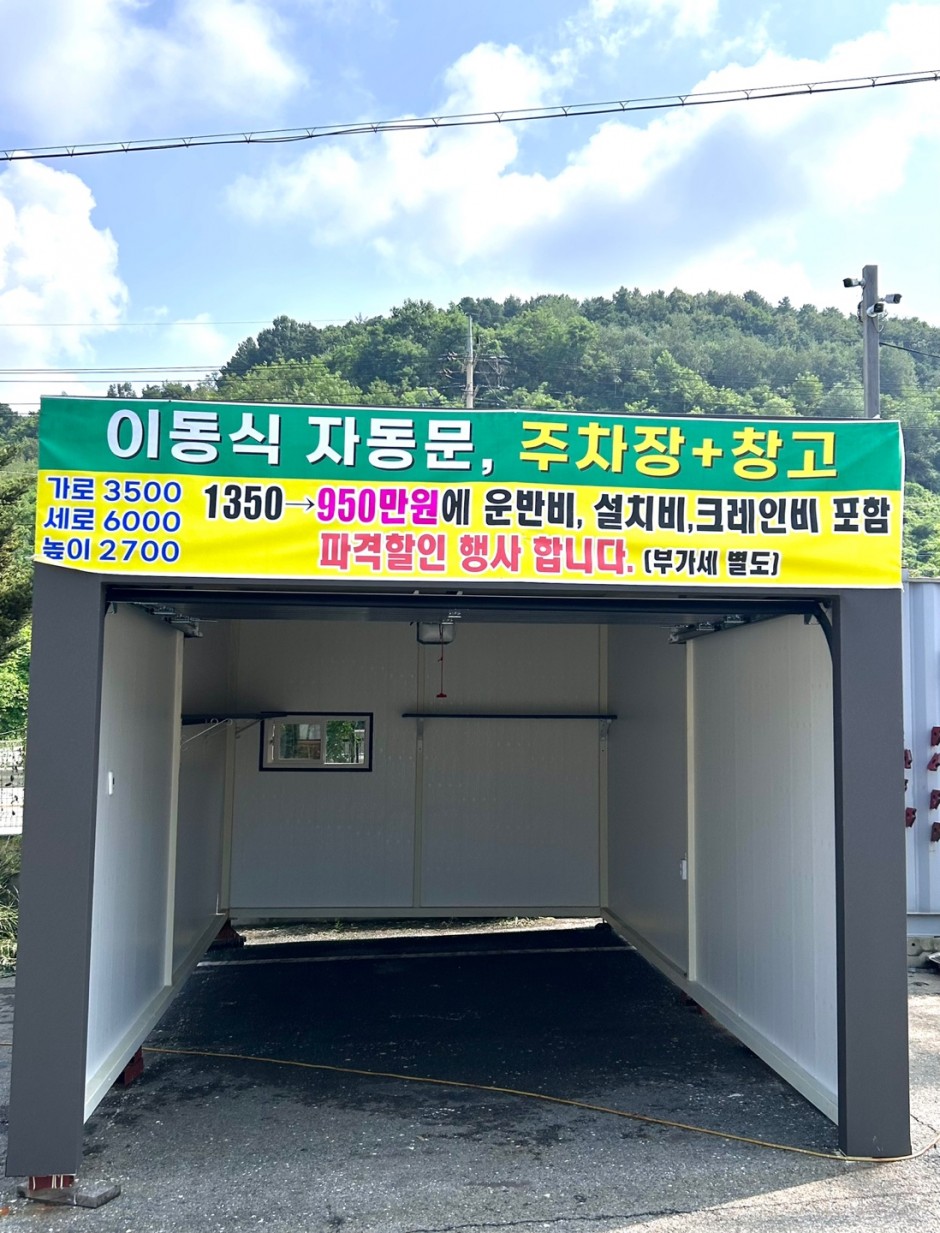 이동식 자동문, 주차장+창고
가로 3500
세로 6000
높이 2700
1350→950만원에 운반비, 설치비,크레인비 포함
파격할인 행사 합니다. (부가세 별도)